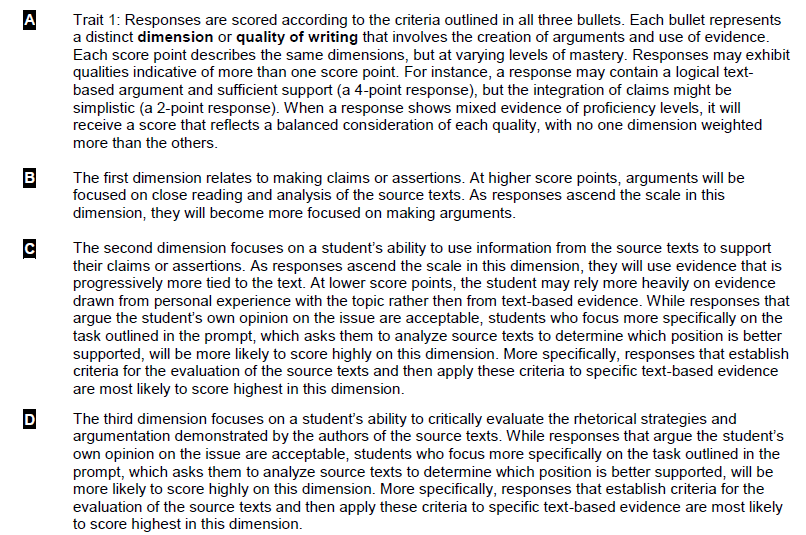 A Trait 1: Responses are scored according to the criteria outlined in all three bullets. Each bullet represents
a distinct dimension or quality of writing that involves the creation of arguments and use of evidence.
Each score point describes the same dimensions, but at varying levels of mastery. Responses may exhibit
qualities indicative of more than one score point. For instance, a response may contain a logical text-
based argument and sufficient support (a 4-point response), but the integration of claims might be
simplistic (a 2-point response). When a response shows mixed evidence of proficiency levels, it will
receive a score that reflects a balanced consideration of each quality, with no one dimension weighted
more than the others.
B The first dimension relates to making claims or assertions. At higher score points, arguments will be
focused on close reading and analysis of the source texts. As responses ascend the scale in this
dimension, they will become more focused on making arguments.
C The second dimension focuses on a student's ability to use information from the source texts to support
their claims or assertions. As responses ascend the scale in this dimension, they will use evidence that is
progressively more tied to the text. At lower score points, the student may rely more heavily on evidence
drawn from personal experience with the topic rather then from text-based evidence. While responses that
argue the student's own opinion on the issue are acceptable, students who focus more specifically on the
task outlined in the prompt, which asks them to analyze source texts to determine which position is better
supported, will be more likely to score highly on this dimension. More specifically, responses that establish
criteria for the evaluation of the source texts and then apply these criteria to specific text-based evidence
are most likely to score highest in this dimension.
D The third dimension focuses on a student's ability to critically evaluate the rhetorical strategies and
argumentation demonstrated by the authors of the source texts. While responses that argue the student's
own opinion on the issue are acceptable, students who focus more specifically on the task outlined in the
prompt, which asks them to analyze source texts to determine which position is better supported, will be
more likely to score highly on this dimension. More specifically, responses that establish criteria for the
evaluation of the source texts and then apply these criteria to specific text-based evidence are most likely
to score highest in this dimension.